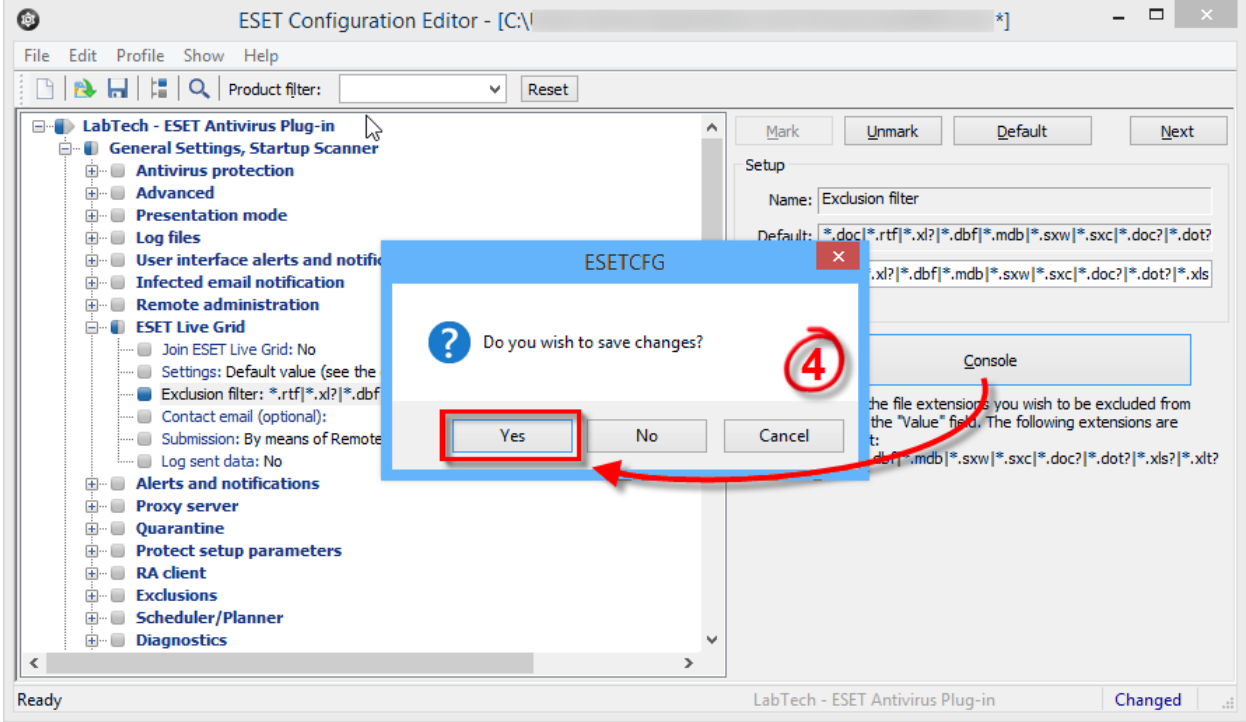 ESET Configuration Editor - [C:\ *]
File Edit Profile Show Help
Product filter: Reset
LabTech - ESET Antivirus Plug-in
General Settings, Startup Scanner
Antivirus protection
Advanced
Presentation mode
Log files
User interface alerts and notific
Infected email notification
Remote administration
ESET Live Grid
Join ESET Live Grid: No
Settings: Default value (see the
Exclusion filter: *.rtf|*.xl?|*.dbf
Contact email (optional):
Submission: By means of Remote
Log sent data: No
Alerts and notifications
Proxy server
Quarantine
Protect setup parameters
RA client
Exclusions
Scheduler/Planner
Diagnostics
Mark Unmark Default Next
Setup
Name: Exclusion filter
Default: *.doc|*.rtf|*.xl?|*.dbf|*.mdb|*.sxw|*.sxc|*.doc?|*.dot?
.xl?|*.dbf|*.mdb|*.sxw|*.sxc|*.doc?|*.dot?|*.xls
Console
the file extensions you wish to be excluded from
the "Value" field. The following extensions are
t:
.dbf|*.mdb|*.sxw|*.sxc|*.doc?|*.dot?|*.xls?|*.xlt?
ESETCFG
Do you wish to save changes?
4
Yes No Cancel
Ready LabTech - ESET Antivirus Plug-in Changed